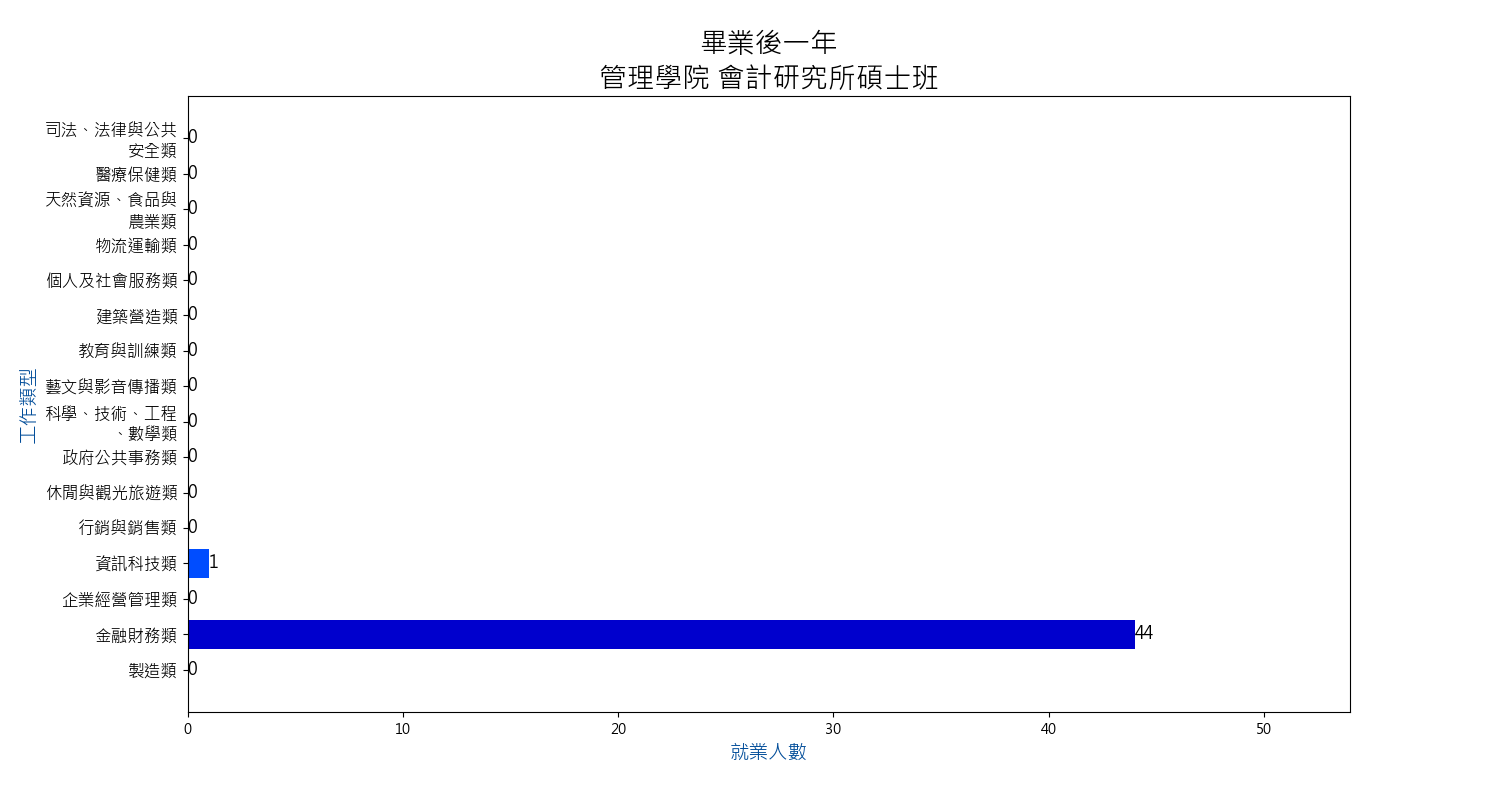 畢業後一年
管理學院 會計研究所碩士班
司法、法律與公共
安全類
0
醫療保健類
0
天然資源、食品與
農業類
0
物流運輸類
0
個人及社會服務類
0
建築營造類
0
教育與訓練類
0
藝文與影音傳播類
0
科學、技術、工程
、數學類
0
政府公共事務類
0
休閒與觀光旅遊類
0
行銷與銷售類
0
資訊科技類
1
企業經營管理類
0
金融財務類
44
製造類
0
工作類型
0 10 20 30 40 50
就業人數